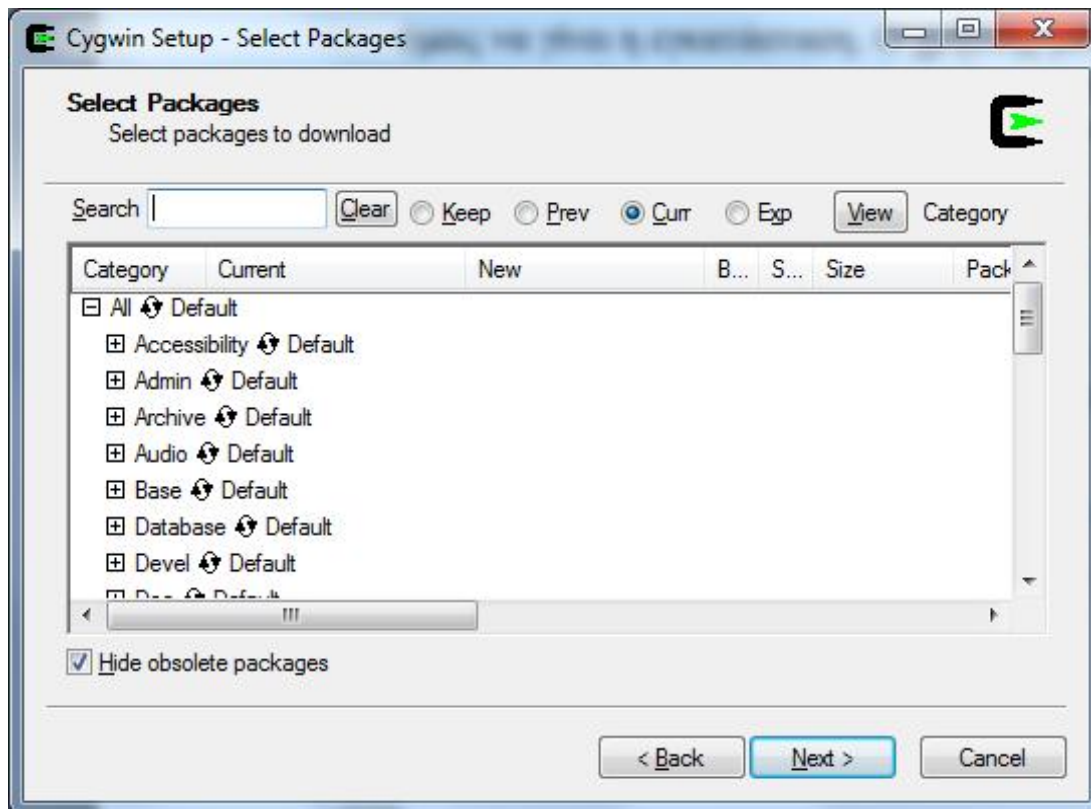 Cygwin Setup - Select Packages
Select Packages
Select packages to download
Search Clear Keep Prev Curr Exp View Category
Category Current New B... S... Size Pack
All Default
Accessibility Default
Admin Default
Archive Default
Audio Default
Base Default
Database Default
Devel Default
Hide obsolete packages
< Back Next > Cancel